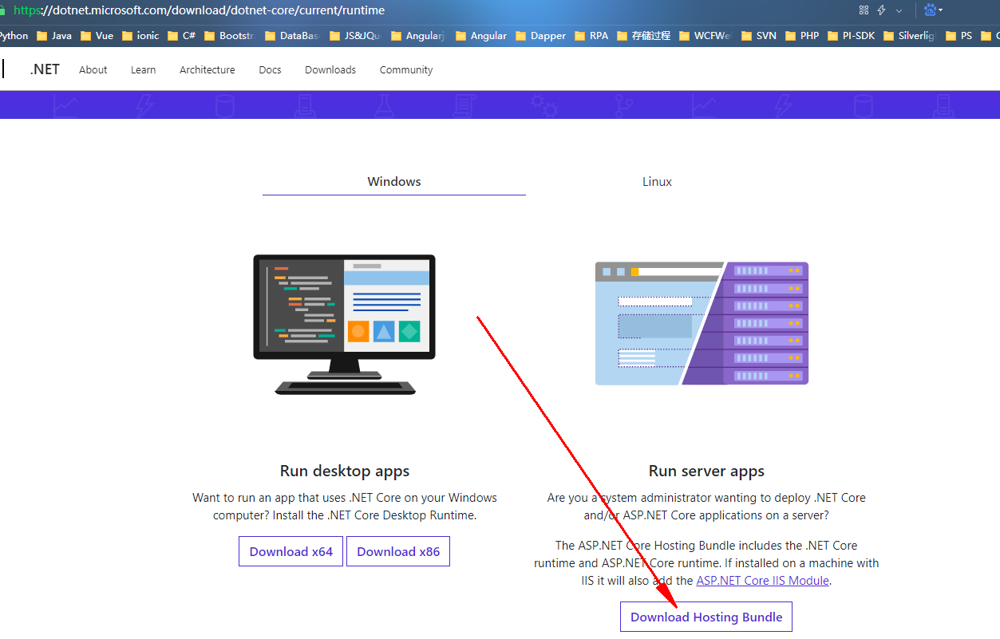 https://dotnet.microsoft.com/download/dotnet-core/current/runtime
Python Java Vue ionic C# Bootstr DataBas JS&JQu Angularj Angular Dapper RPA 存储过程 WCFWe SVN PHP PI-SDK Silverlig PS
.NET About Learn Architecture Docs Downloads Community
Windows Linux
Run desktop apps
Want to run an app that uses .NET Core on your Windows
computer? Install the .NET Core Desktop Runtime.
Download x64 Download x86
Run server apps
Are you a system administrator wanting to deploy .NET Core
and/or ASP.NET Core applications on a server?
The ASP.NET Core Hosting Bundle includes the .NET Core
runtime and ASP.NET Core runtime. If installed on a machine with
IIS it will also add the ASP.NET Core IIS Module.
Download Hosting Bundle